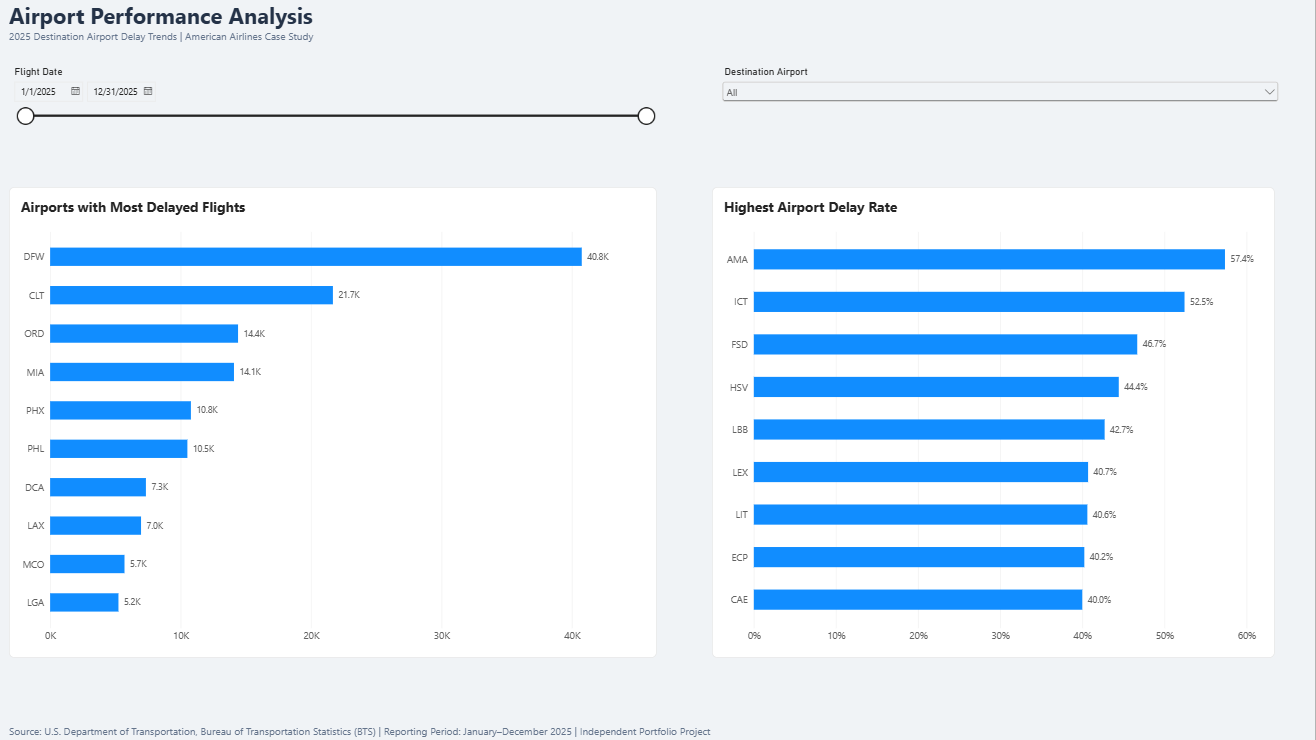 Airport Performance Analysis
2025 Destination Airport Delay Trends | American Airlines Case Study
Flight Date
1/1/2025
12/31/2025
Destination Airport
All
Airports with Most Delayed Flights
DFW 40.8K
CLT 21.7K
ORD 14.4K
MIA 14.1K
PHX 10.8K
PHL 10.5K
DCA 7.3K
LAX 7.0K
MCO 5.7K
LGA 5.2K
0K 10K 20K 30K 40K
Highest Airport Delay Rate
AMA 57.4%
ICT 52.5%
FSD 46.7%
HSV 44.4%
LBB 42.7%
LEX 40.7%
LIT 40.6%
ECP 40.2%
CAE 40.0%
0% 10% 20% 30% 40% 50% 60%
Source: U.S. Department of Transportation, Bureau of Transportation Statistics (BTS) | Reporting Period: January–December 2025 | Independent Portfolio Project